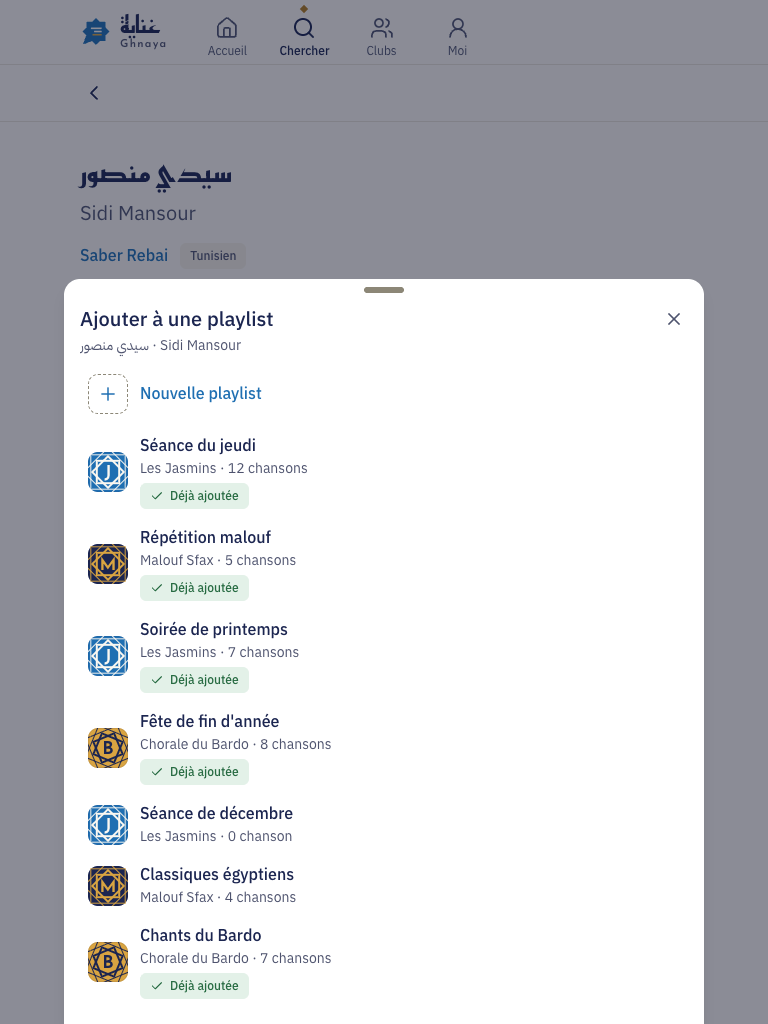 غناية
Ghnaya
Accueil
Chercher
Clubs
Moi
سيدي منصور
Sidi Mansour
Saber Rebai Tunisien
Ajouter à une playlist
سيدي منصور · Sidi Mansour
Nouvelle playlist
Séance du jeudi
J
Les Jasmins · 12 chansons
Déjà ajoutée
Répétition malouf
M
Malouf Sfax · 5 chansons
Déjà ajoutée
Soirée de printemps
J
Les Jasmins · 7 chansons
Déjà ajoutée
Fête de fin d'année
B
Chorale du Bardo · 8 chansons
Déjà ajoutée
Séance de décembre
J
Les Jasmins · 0 chanson
Classiques égyptiens
M
Malouf Sfax · 4 chansons
Chants du Bardo
B
Chorale du Bardo · 7 chansons
Déjà ajoutée